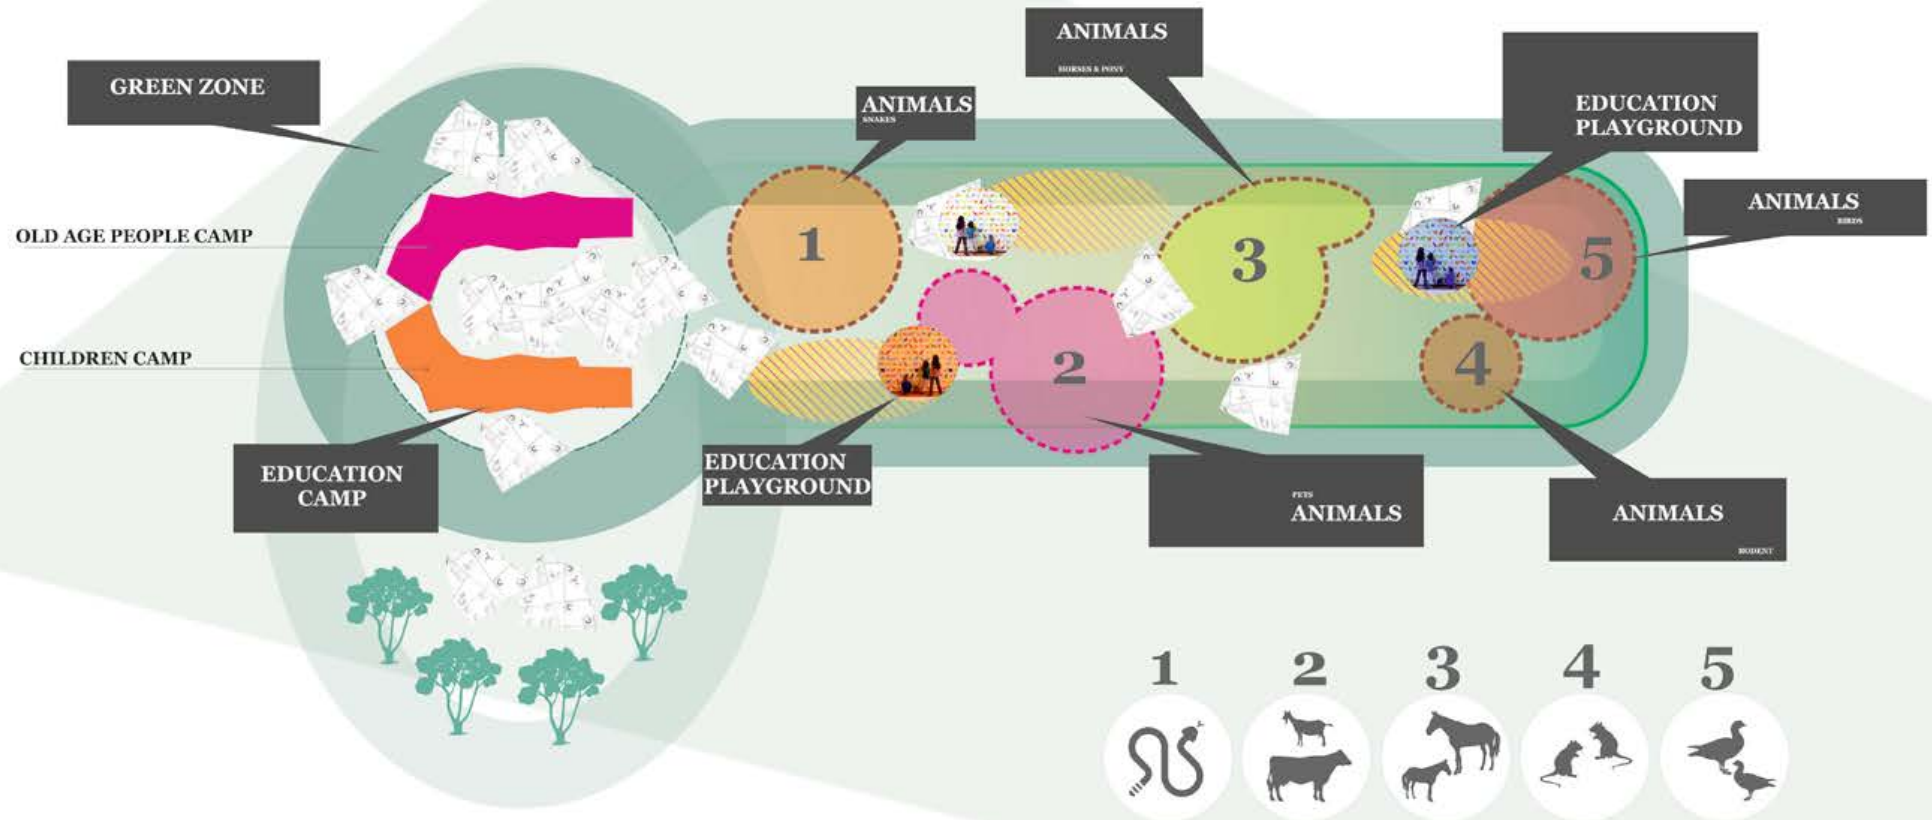 GREEN ZONE
ANIMALS
HORSES & PONY
ANIMALS
SNAKES
EDUCATION
PLAYGROUND
ANIMALS
BIRDS
OLD AGE PEOPLE CAMP
CHILDREN CAMP
1
2
3
4
5
EDUCATION
CAMP
EDUCATION
PLAYGROUND
PETS
ANIMALS
ANIMALS
RODENT
1 2 3 4 5